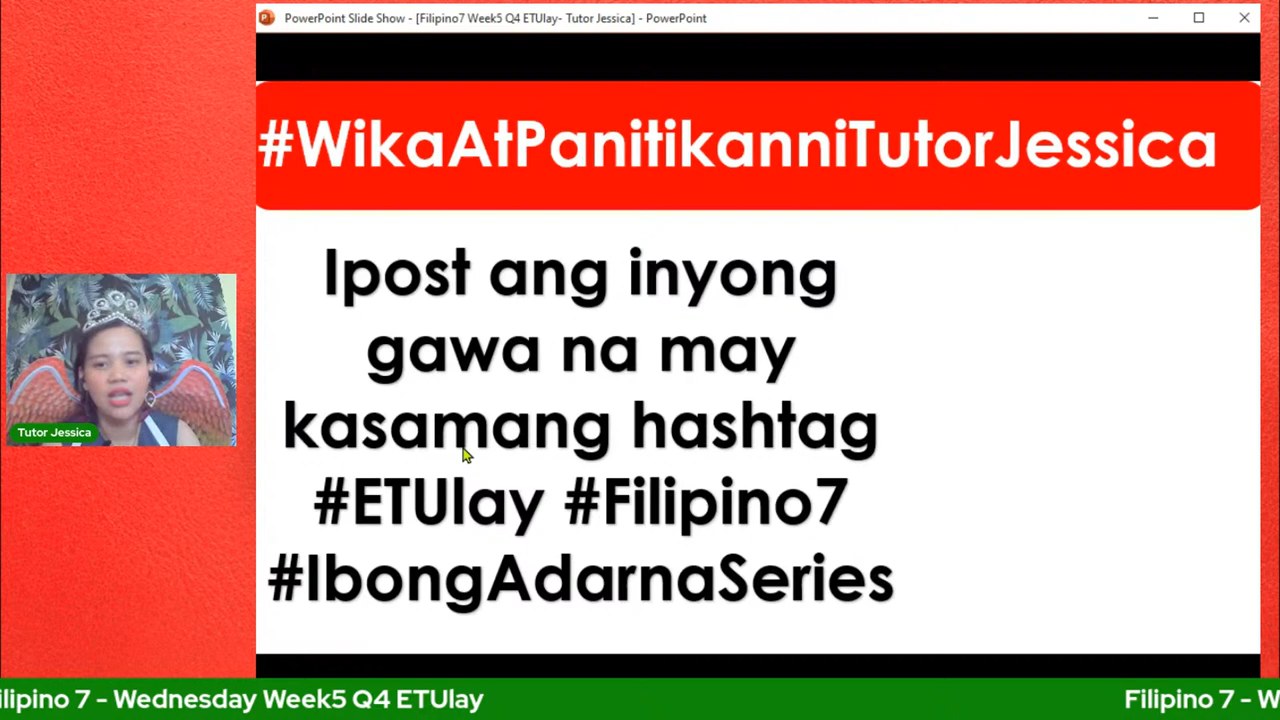 PowerPoint Slide Show - [Filipino7 Week5 Q4 ETUlay- Tutor Jessica] - PowerPoint
#WikaAtPanitikanniTutorJessica
Ipost ang inyong
gawa na may
kasamang hashtag
#ETUlay #Filipino7
#IbongAdarnaSeries
Tutor Jessica
ilipino 7 - Wednesday Week5 Q4 ETUlay
Filipino 7 - W